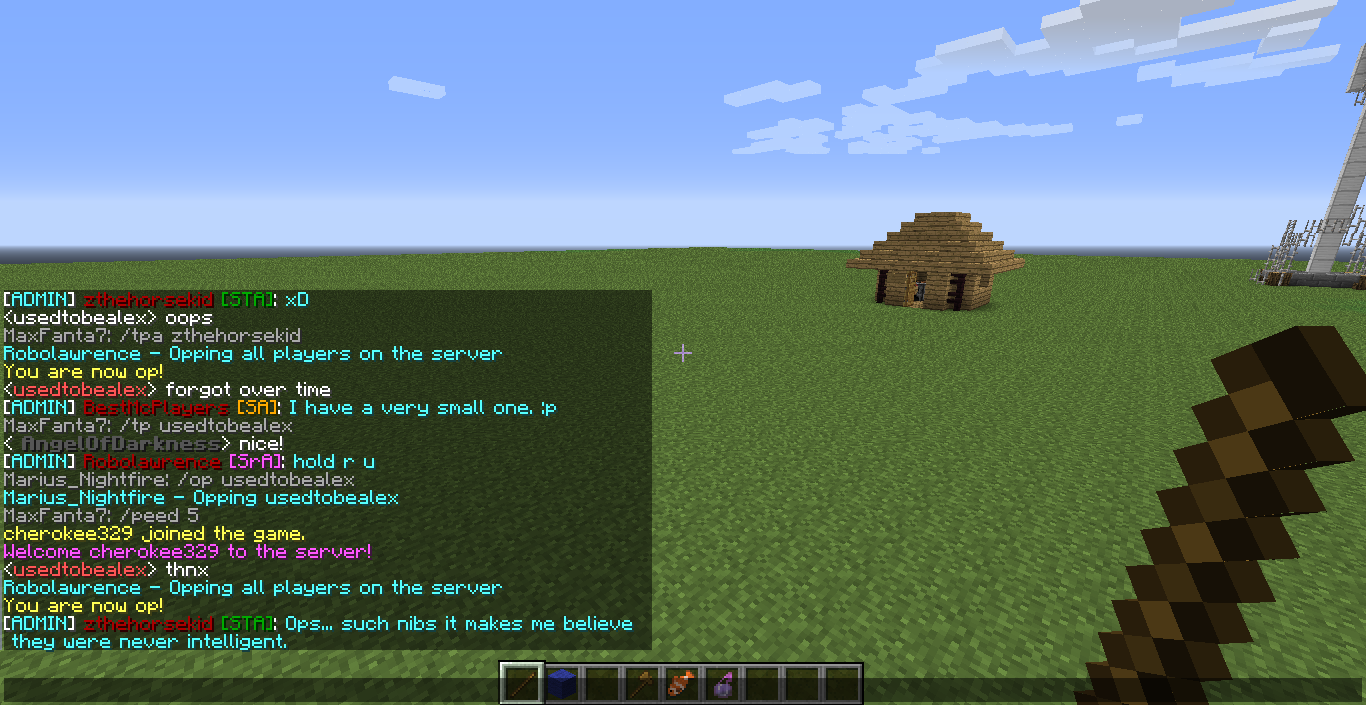 [ADMIN] zthehorsekid [STA]: xD
<usedtobealex> oops
MaxFanta7: /tpa zthehorsekid
Robolawrence - Opping all players on the server
You are now op!
<usedtobealex> forgot over time
[ADMIN] BestMcPlayers [SA]: I have a very small one. :p
MaxFanta7: /tp usedtobealex
< AngelOfDarkness> nice!
[ADMIN] Robolawrence [SrA]: hold r u
Marius_Nightfire: /op usedtobealex
Marius_Nightfire - Opping usedtobealex
MaxFanta7: /peed 5
cherokee329 joined the game.
Welcome cherokee329 to the server!
<usedtobealex> thnx
Robolawrence - Opping all players on the server
You are now op!
[ADMIN] zthehorsekid [STA]: Ops... such nibs it makes me believe
they were never intelligent.